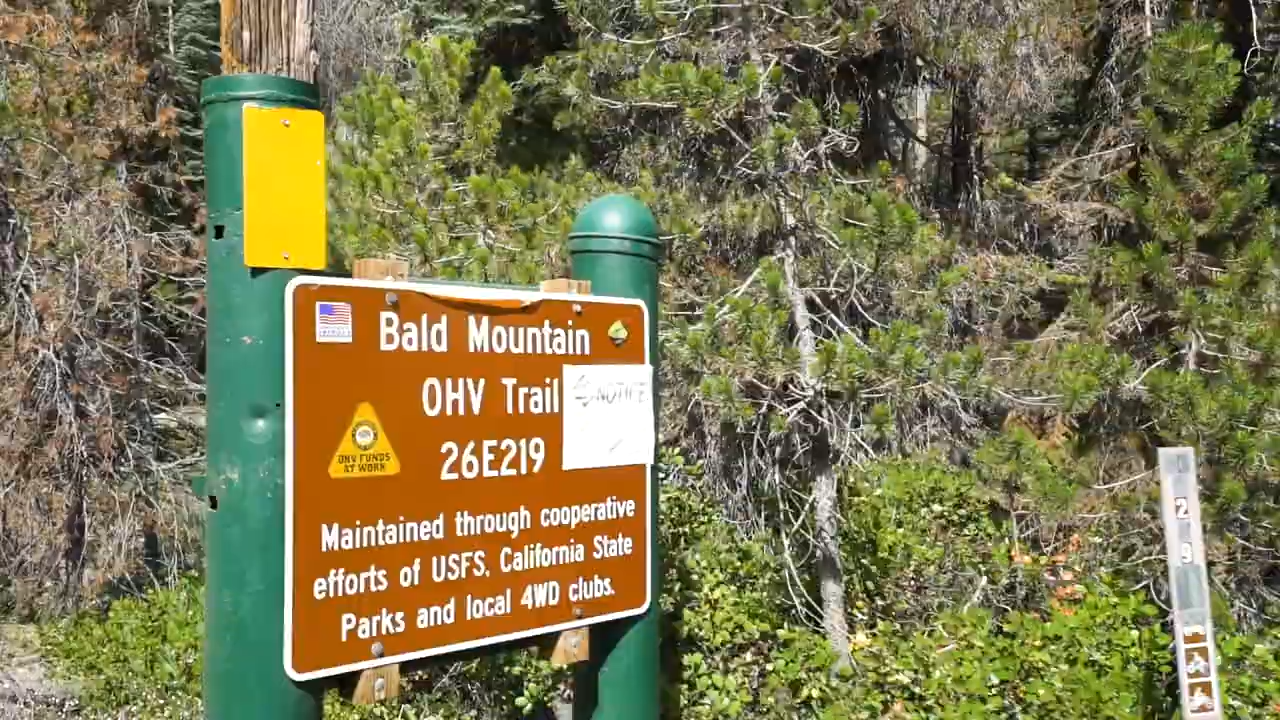 Bald Mountain
OHV Trail
NOTICE
26E219
OHV FUNDS
AT WORK
Maintained through cooperative
efforts of USFS, California State
Parks and local 4WD clubs.
2
9